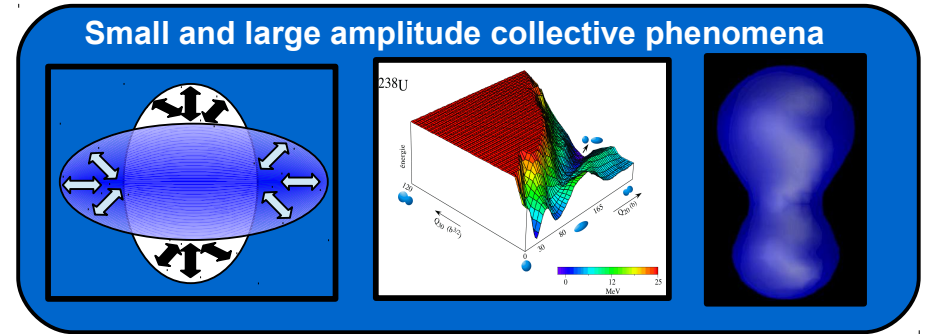 Small and large amplitude collective phenomena
238U
énergie
120
Q30 (b3/2)
0
30
80
165
Q20 (b)
0
12
25
MeV